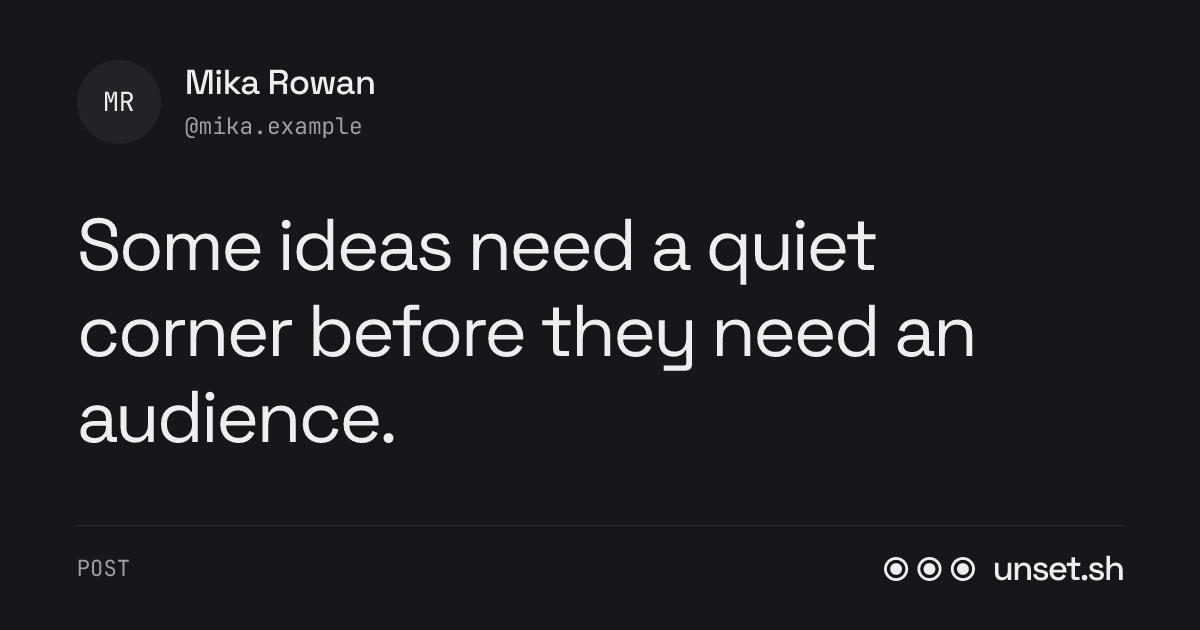 MR
Mika Rowan
@mika.example
Some ideas need a quiet
corner before they need an
audience.
POST
unset.sh